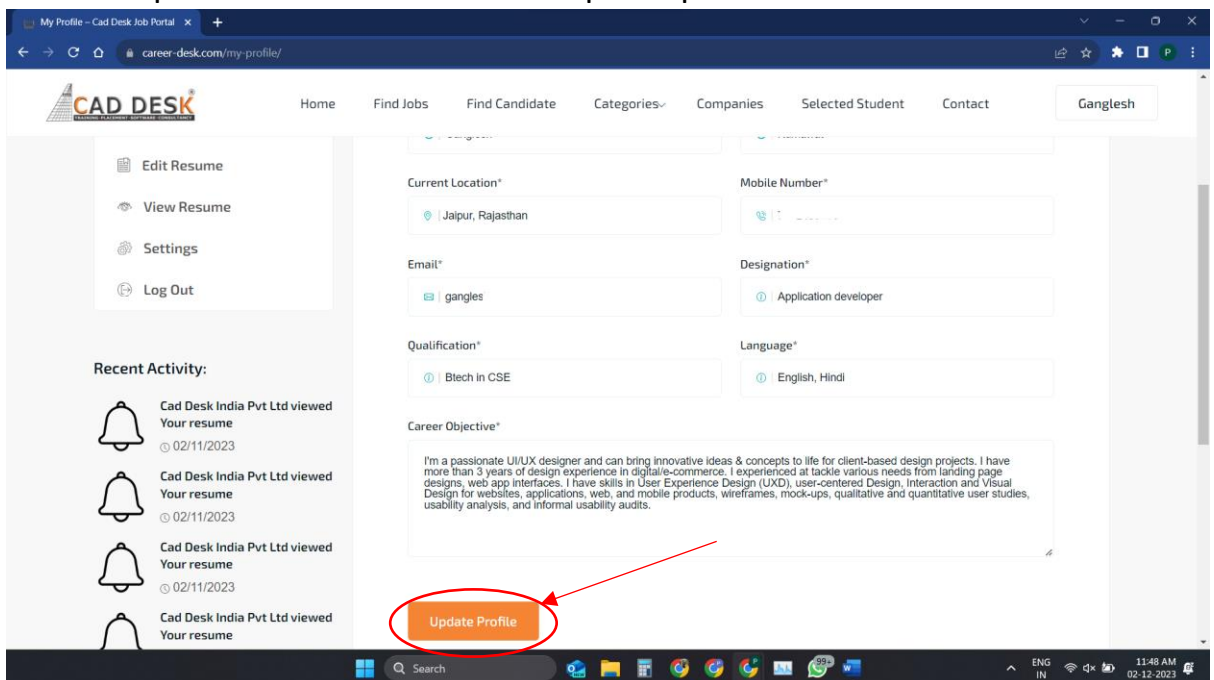 My Profile – Cad Desk Job Portal
career-desk.com/my-profile/
CAD DESK
TRAINING PLACEMENT SOFTWARE CONSULTANCY
Home Find Jobs Find Candidate Categories Companies Selected Student Contact Ganglesh
Edit Resume
View Resume
Settings
Log Out
Recent Activity:
Cad Desk India Pvt Ltd viewed
Your resume
02/11/2023
Cad Desk India Pvt Ltd viewed
Your resume
02/11/2023
Cad Desk India Pvt Ltd viewed
Your resume
02/11/2023
Cad Desk India Pvt Ltd viewed
Your resume
Current Location* Mobile Number*
Jaipur, Rajasthan
Email* Designation*
gangles Application developer
Qualification* Language*
Btech in CSE English, Hindi
Career Objective*
I'm a passionate UI/UX designer and can bring innovative ideas & concepts to life for client-based design projects. I have
more than 3 years of design experience in digital/e-commerce. I experienced at tackle various needs from landing page
designs, web app interfaces. I have skills in User Experience Design (UXD), user-centered Design, Interaction and Visual
Design for websites, applications, web, and mobile products, wireframes, mock-ups, qualitative and quantitative user studies,
usability analysis, and informal usability audits.
Update Profile
Search
99+
ENG
IN
11:48 AM
02-12-2023